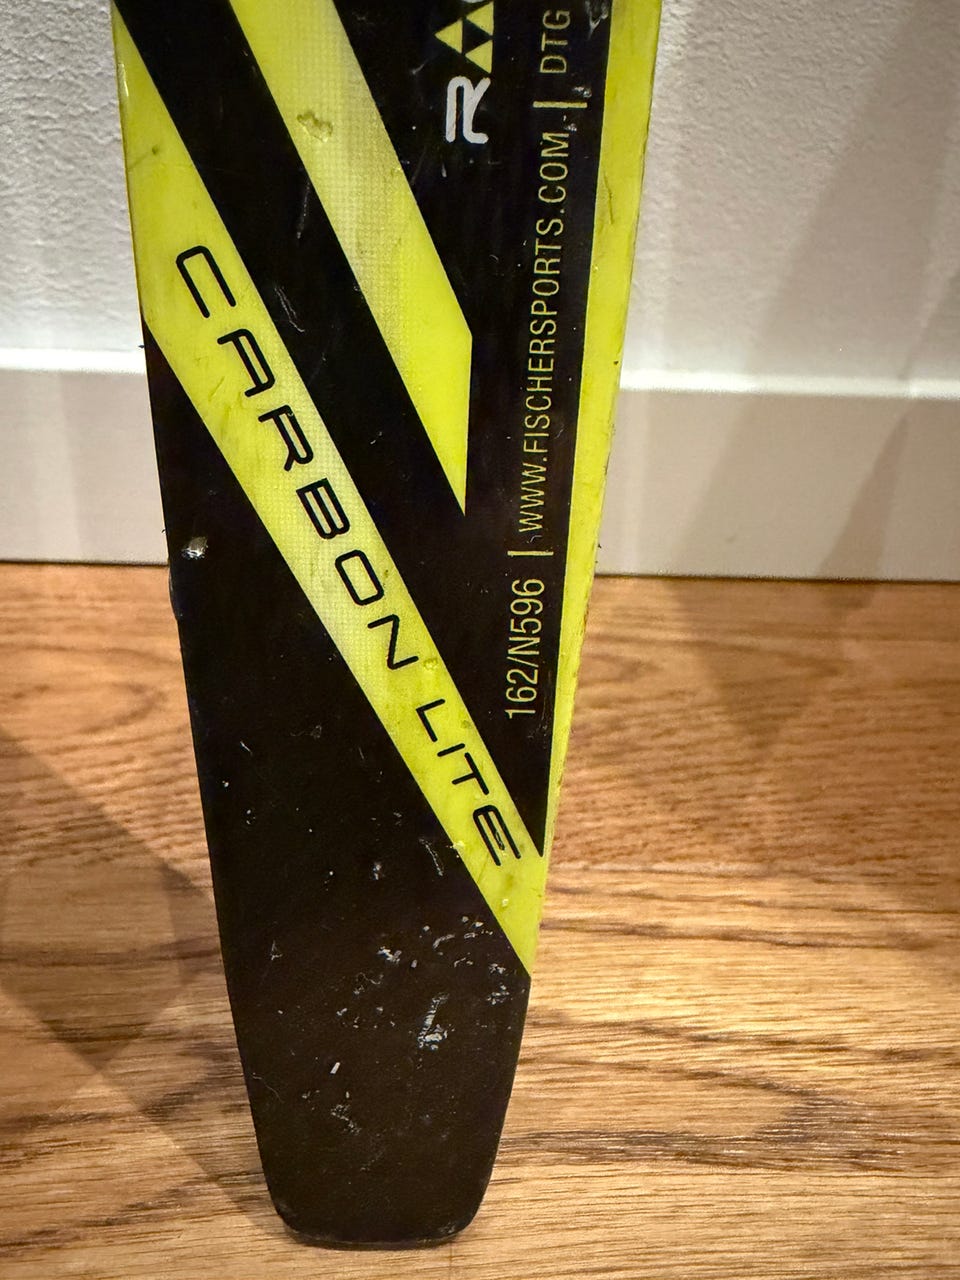 CARBON LITE
162/N596 | WWW.FISCHERSPORTS.COM | DTG
R